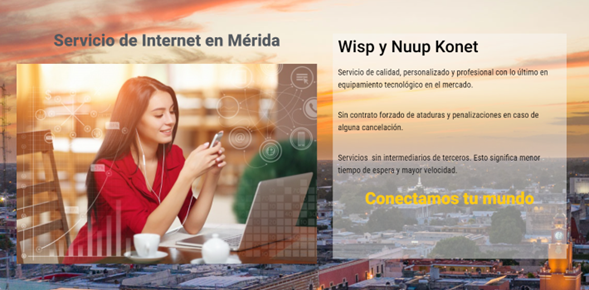 Servicio de Internet en Mérida
Wisp y Nuup Konet
Servicio de calidad, personalizado y profesional con lo último en
equipamiento tecnológico en el mercado.
Sin contrato forzado de ataduras y penalizaciones en caso de
alguna cancelación.
Servicios sin intermediarios de terceros. Esto significa menor
tiempo de espera y mayor velocidad.
Conectamos tu mundo